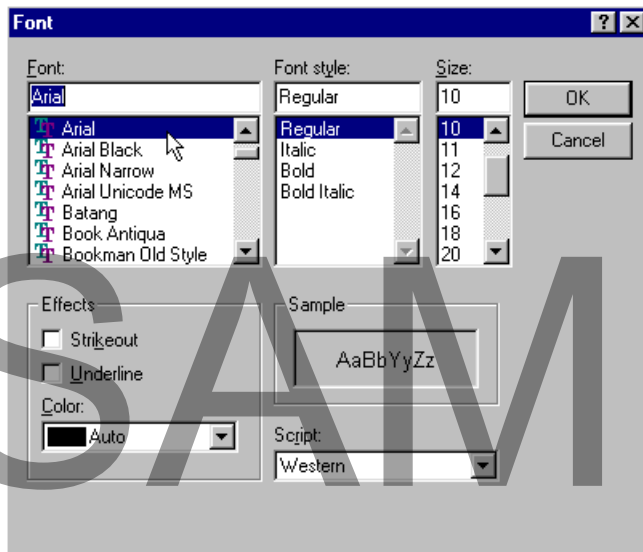 Font
Font:
Arial
Arial
Arial Black
Arial Narrow
Arial Unicode MS
Batang
Book Antiqua
Bookman Old Style
Font style:
Regular
Regular
Italic
Bold
Bold Italic
Size:
10
10
11
12
14
16
18
20
OK
Cancel
Effects
Strikeout
Underline
Color:
Auto
Sample
AaBbYyZz
Script:
Western
SAM